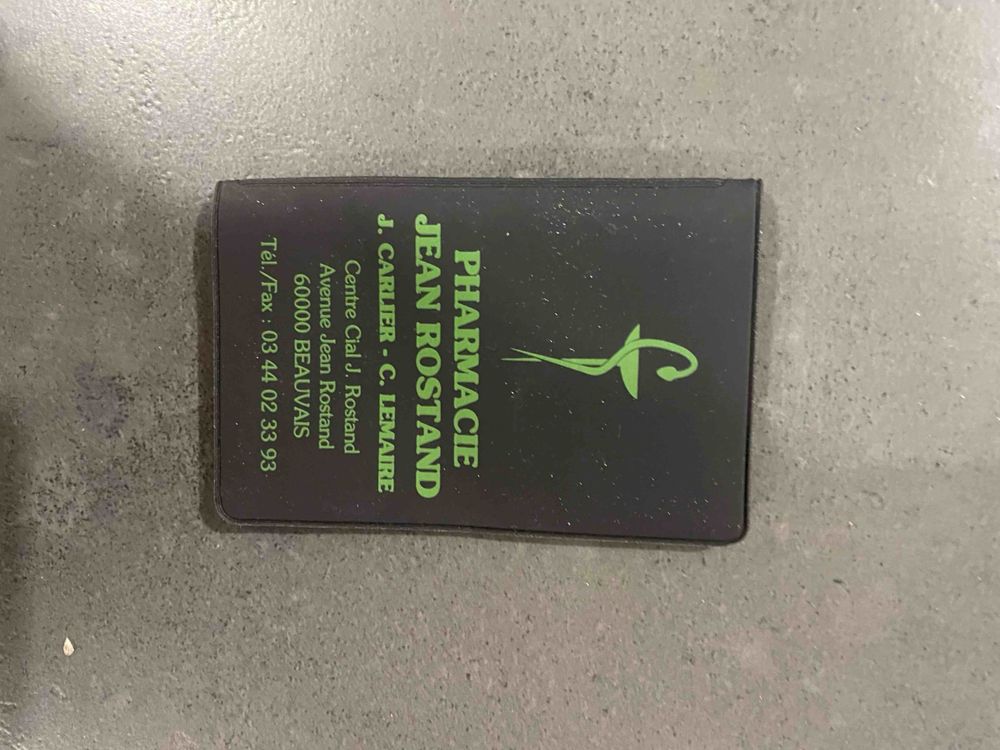 PHARMACIE
JEAN ROSTAND
J. CARLIER - C. LEMAIRE
Centre Cial J. Rostand
Avenue Jean Rostand
60000 BEAUVAIS
Tél./Fax : 03 44 02 33 93